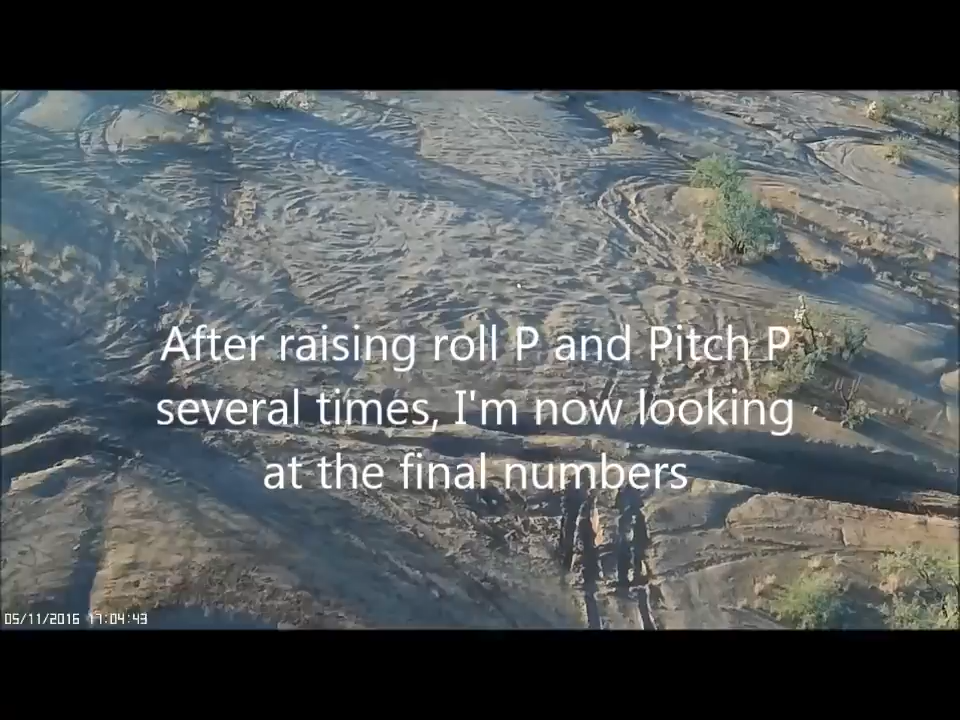 After raising roll P and Pitch P
several times, I'm now looking
at the final numbers
05/11/2016 17:04:43